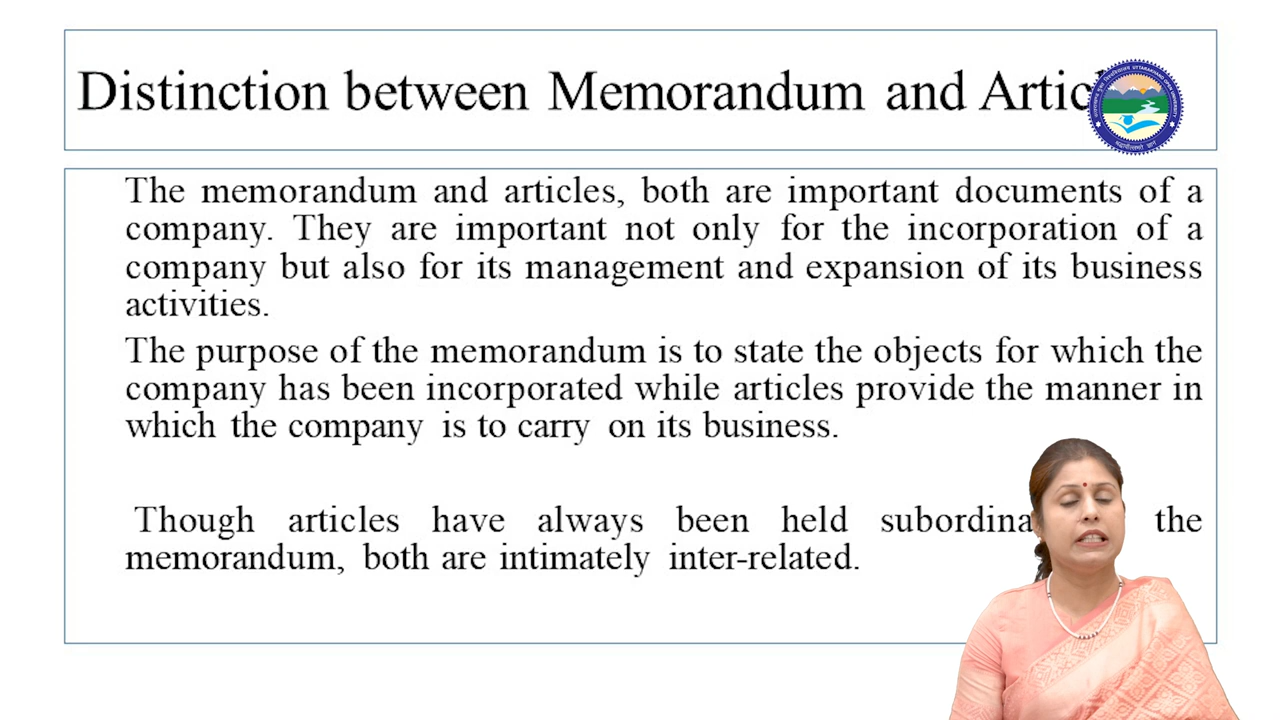 Distinction between Memorandum and
The memorandum and articles, both are important documents of a
company. They are important not only for the incorporation of a
company but also for its management and expansion of its business
activities.
The purpose of the memorandum is to state the objects for which the
company has been incorporated while articles provide the manner in
which the company is to carry on its business.
Though articles have always been held the
memorandum, both are intimately inter-related.